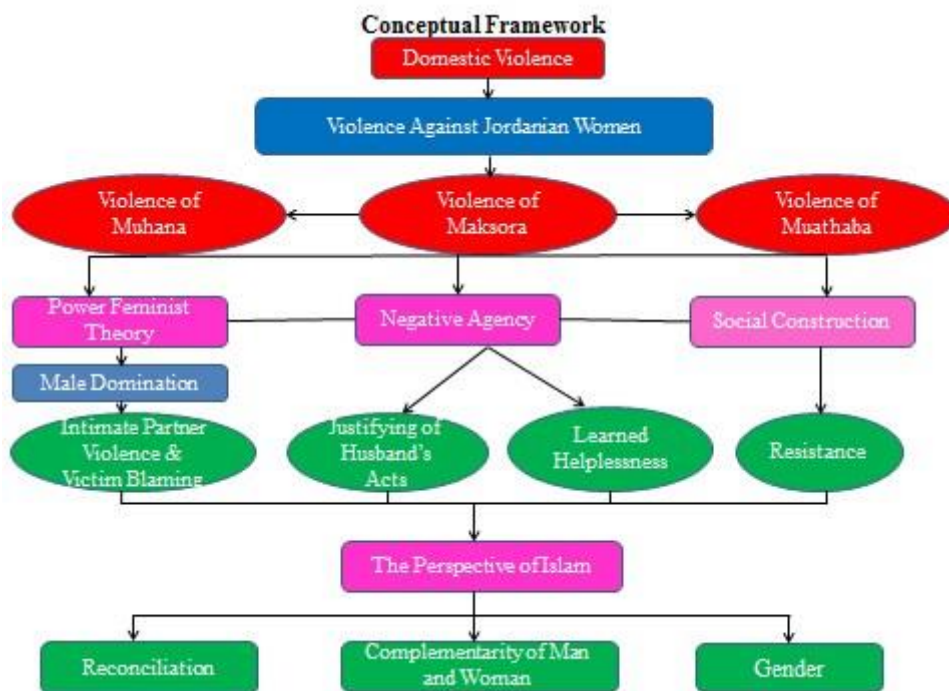 Conceptual Framework
Domestic Violence
Violence Against Jordanian Women
Violence of
Muhana
Violence of
Maksora
Violence of
Muathaba
Power Feminist
Theory
Negative Agency
Social Construction
Male Domination
Intimate Partner
Violence &
Victim Blaming
Justifying of
Husband's
Acts
Learned
Helplessness
Resistance
The Perspective of Islam
Reconciliation
Complementarity of Man
and Woman
Gender